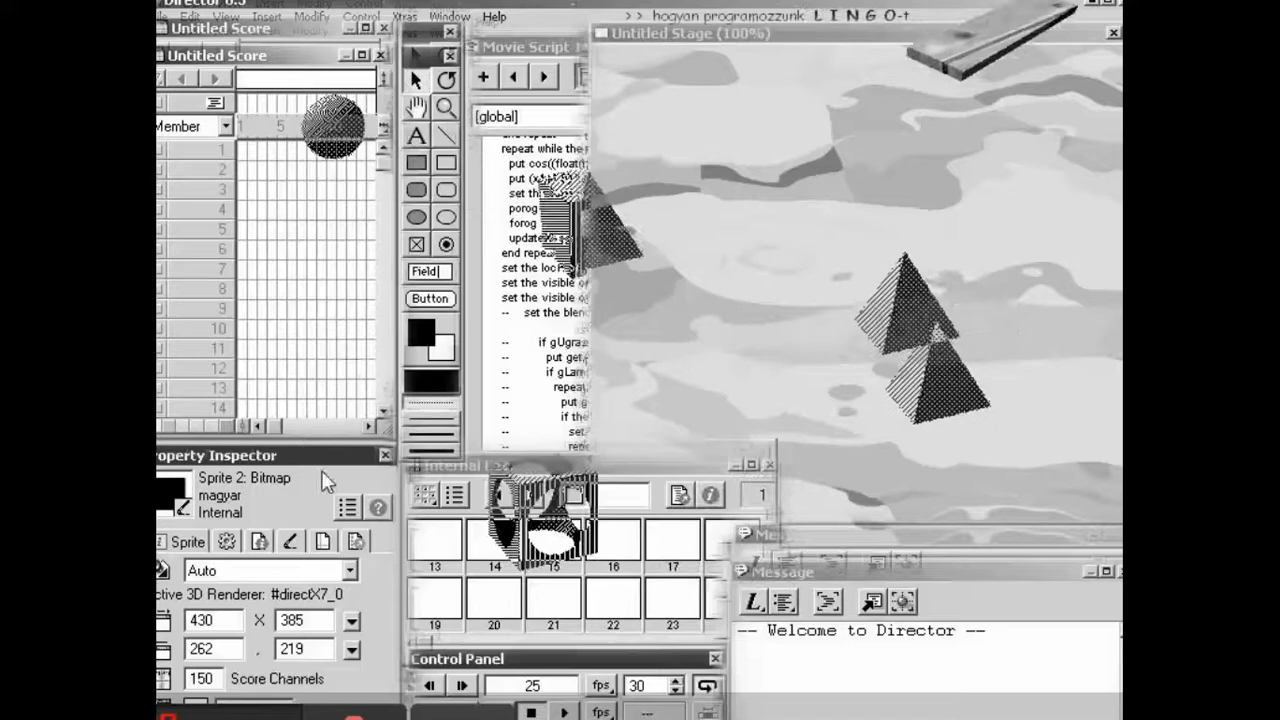 Director 8.5
Edit View Insert Modify Control Xtras Window Help
>> hogyan programozzunk L I N G O - t
Untitled Score
Untitled Score
Member
1 5
1
2
3
4
5
6
7
8
9
10
11
12
13
14
Field
Button
Movie Script 1
[global]
end repeat
repeat while the
put cos((float(
put (x
set th
porog
forog
update
end repe
set the loc
set the visible o
set the visible o
-- set the blen
-- if gUgra
-- put get
-- if gLam
-- repeat
-- put g
-- if the
-- set
-- rep
Untitled Stage (100%)
Property Inspector
Sprite 2: Bitmap
magyar
Internal
Sprite
Auto
Active 3D Renderer: #directX7_0
430 X 385
262 , 219
150 Score Channels
Internal
1
13 14 15 16 17
19 20 21 22 23
Control Panel
25 fps 30
fps ---
Message
-- Welcome to Director --